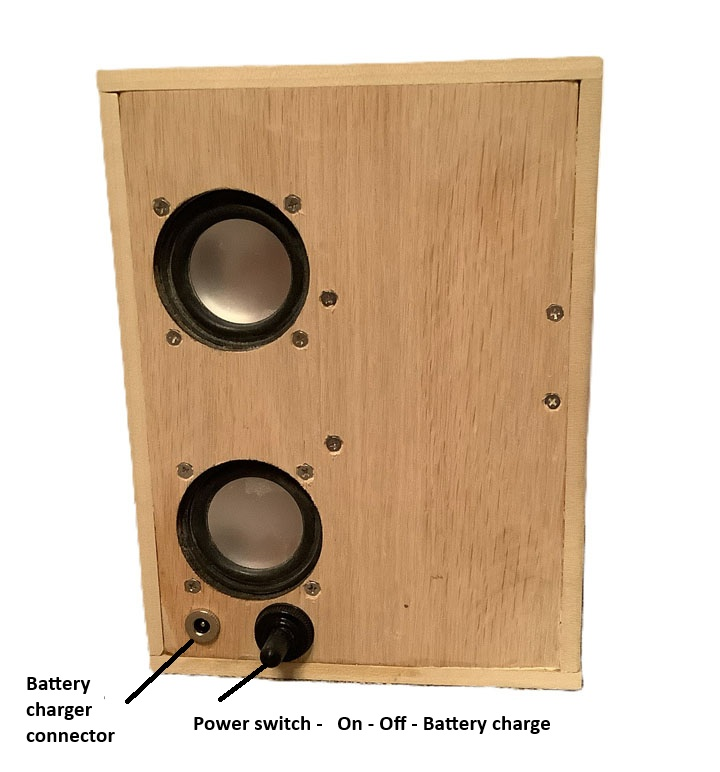 Battery
charger
connector
Power switch -   On - Off - Battery charge